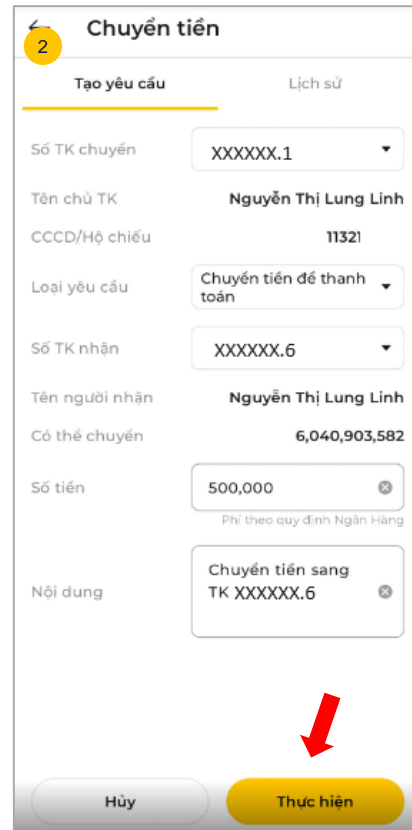 Chuyển tiền
2
Tạo yêu cầu Lịch sử
Số TK chuyển XXXXXX.1
Tên chủ TK Nguyễn Thị Lung Linh
CCCD/Hộ chiếu 11321
Loại yêu cầu Chuyển tiền để thanh
toán
Số TK nhận XXXXXX.6
Tên người nhận Nguyễn Thị Lung Linh
Có thể chuyển 6,040,903,582
Số tiền 500,000
Phí theo quy định Ngân Hàng
Nội dung Chuyển tiền sang
TK XXXXXX.6
Hủy Thực hiện